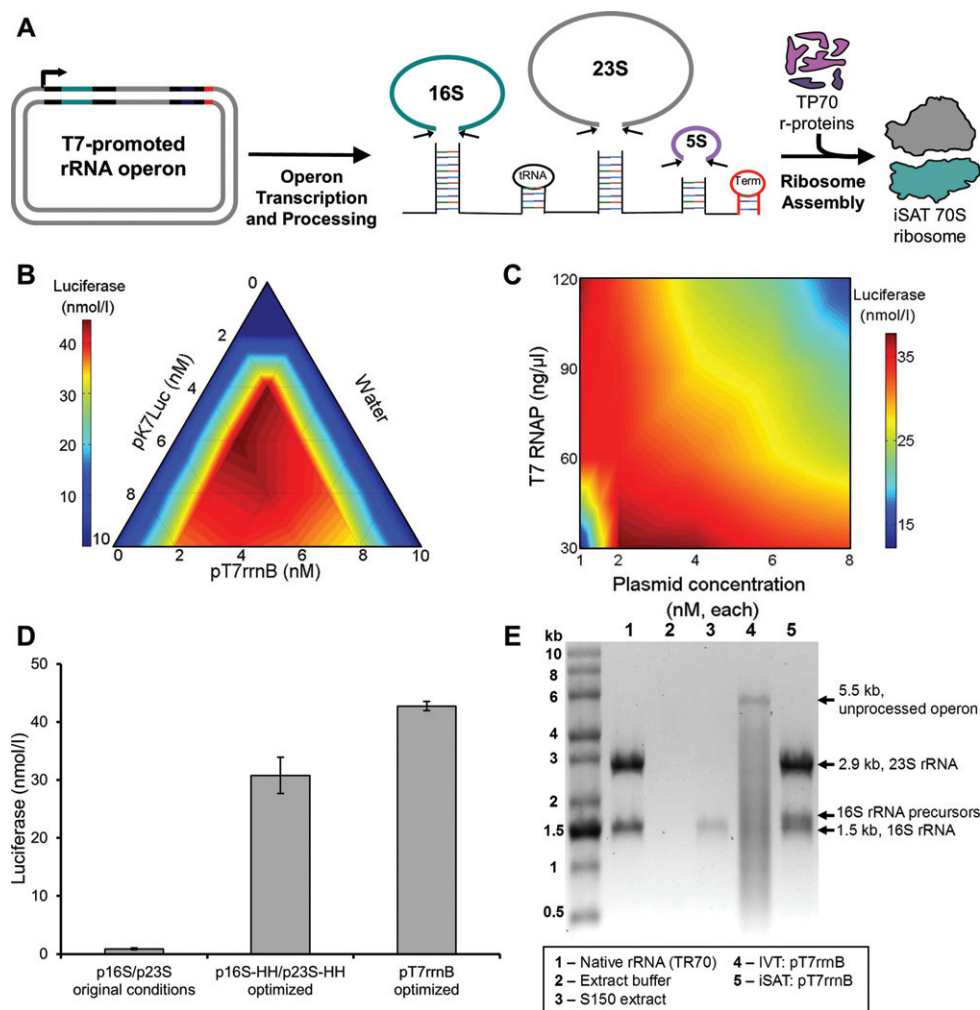 A
T7-promoted
rRNA operon
Operon
Transcription
and Processing
16S
tRNA
23S
5S
Term
TP70
r-proteins
Ribosome
Assembly
iSAT 70S
ribosome
B
Luciferase
(nmol/l)
40
30
20
10
pK7Luc (nM)
0
2
4
6
8
10
Water
0
2
4
6
8
10
pT7rrnB (nM)
C
T7 RNAP (ng/µl)
120
90
60
30
1
2
4
6
8
Plasmid concentration
(nM, each)
Luciferase
(nmol/l)
35
25
15
D
Luciferase (nmol/l)
50
40
30
20
10
0
p16S/p23S
original conditions
p16S-HH/p23S-HH
optimized
pT7rrnB
optimized
E
kb
1
2
3
4
5
10
8
6
4
3
2
1.5
1
0.5
5.5 kb,
unprocessed operon
2.9 kb, 23S rRNA
16S rRNA precursors
1.5 kb, 16S rRNA
1 – Native rRNA (TR70)
2 – Extract buffer
3 – S150 extract
4 – IVT: pT7rrnB
5 – iSAT: pT7rrnB